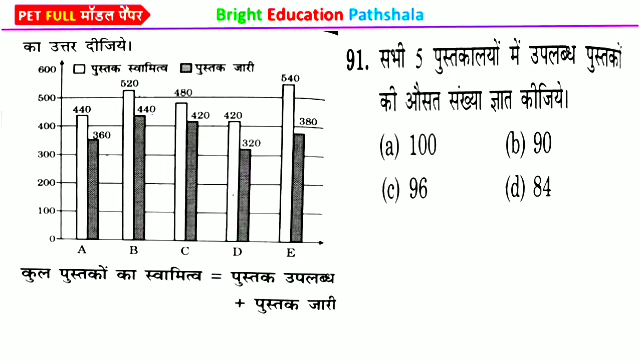 PET FULL मॉडल पेपर
Bright Education Pathshala
का उत्तर दीजिये।
600
500
400
300
200
100
0
पुस्तक स्वामित्व
पुस्तक जारी
440
360
520
440
480
420
420
320
540
380
A B C D E
कुल पुस्तकों का स्वामित्व = पुस्तक उपलब्ध
+ पुस्तक जारी
91. सभी 5 पुस्तकालयों में उपलब्ध पुस्तकों
की औसत संख्या ज्ञात कीजिये।
(a) 100 (b) 90
(c) 96 (d) 84